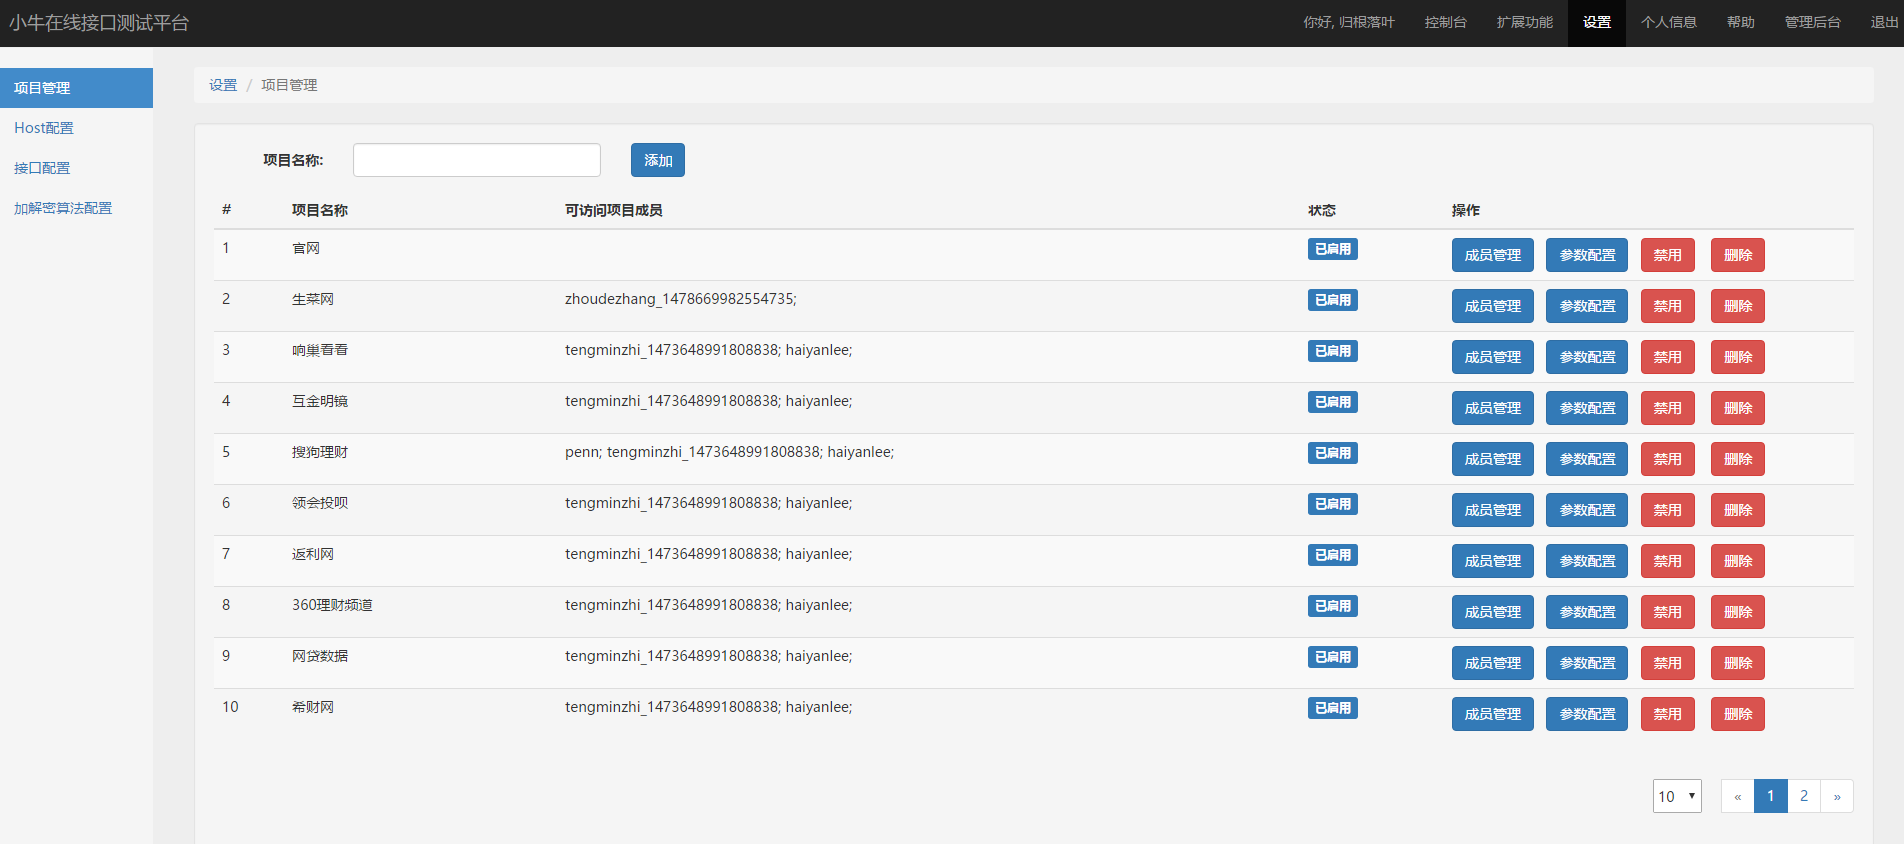 小牛在线接口测试平台 你好, 归根落叶 控制台 扩展功能 设置 个人信息 帮助 管理后台 退出
项目管理
Host配置
接口配置
加解密算法配置
设置 / 项目管理
项目名称: 添加
# 项目名称 可访问项目成员 状态 操作
1 官网 已启用 成员管理 参数配置 禁用 删除
2 生菜网 zhoudezhang_1478669982554735; 已启用 成员管理 参数配置 禁用 删除
3 响巢看看 tengminzhi_1473648991808838; haiyanlee; 已启用 成员管理 参数配置 禁用 删除
4 互金明镜 tengminzhi_1473648991808838; haiyanlee; 已启用 成员管理 参数配置 禁用 删除
5 搜狗理财 penn; tengminzhi_1473648991808838; haiyanlee; 已启用 成员管理 参数配置 禁用 删除
6 领会投呗 tengminzhi_1473648991808838; haiyanlee; 已启用 成员管理 参数配置 禁用 删除
7 返利网 tengminzhi_1473648991808838; haiyanlee; 已启用 成员管理 参数配置 禁用 删除
8 360理财频道 tengminzhi_1473648991808838; haiyanlee; 已启用 成员管理 参数配置 禁用 删除
9 网贷数据 tengminzhi_1473648991808838; haiyanlee; 已启用 成员管理 参数配置 禁用 删除
10 希财网 tengminzhi_1473648991808838; haiyanlee; 已启用 成员管理 参数配置 禁用 删除
10 « 1 2 »